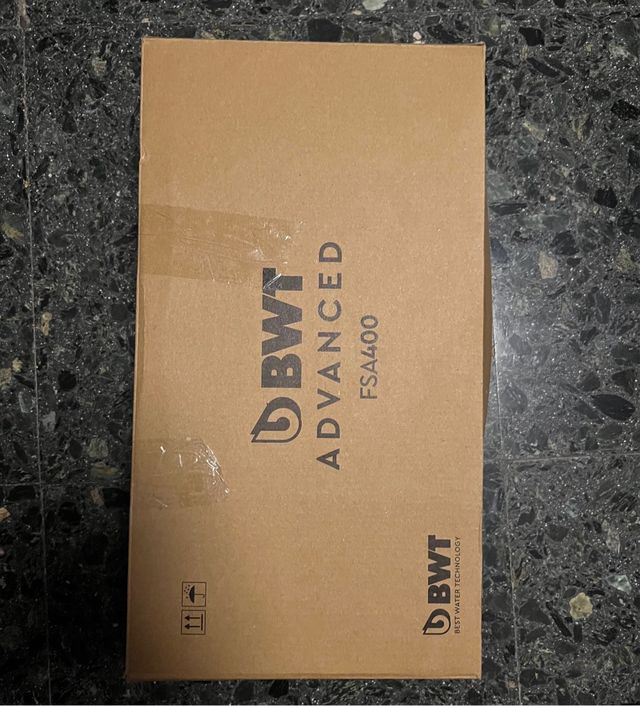 BWT
ADVANCED
FSA400
BWT
BEST WATER TECHNOLOGY